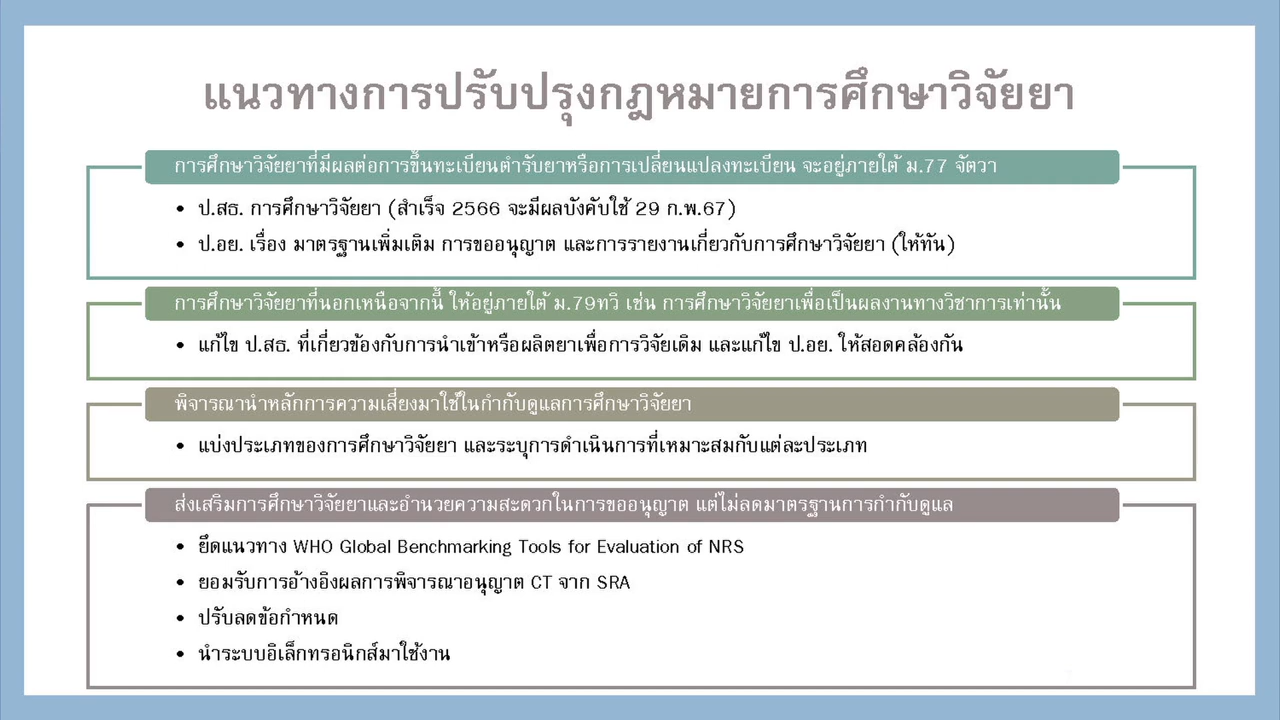 แนวทางการปรับปรุงกฎหมายการศึกษาวิจัยยา
การศึกษาวิจัยยาที่มีผลต่อการขึ้นทะเบียนตำรับยาหรือการเปลี่ยนแปลงทะเบียน จะอยู่ภายใต้ ม.77 จัตวา
• ป.สธ. การศึกษาวิจัยยา (สำเร็จ 2566 จะมีผลบังคับใช้ 29 ก.พ.67)
• ป.อย. เรื่อง มาตรฐานเพิ่มเติม การขออนุญาต และการรายงานเกี่ยวกับการศึกษาวิจัยยา (ให้ทัน)
การศึกษาวิจัยยาที่นอกเหนือจากนี้ ให้อยู่ภายใต้ ม.79ทวิ เช่น การศึกษาวิจัยยาเพื่อเป็นผลงานทางวิชาการเท่านั้น
• แก้ไข ป.สธ. ที่เกี่ยวข้องกับการนำเข้าหรือผลิตยาเพื่อการวิจัยเดิม และแก้ไข ป.อย. ให้สอดคล้องกัน
พิจารณานำหลักการความเสี่ยงมาใช้ในกำกับดูแลการศึกษาวิจัยยา
• แบ่งประเภทของการศึกษาวิจัยยา และระบุการดำเนินการที่เหมาะสมกับแต่ละประเภท
ส่งเสริมการศึกษาวิจัยยาและอำนวยความสะดวกในการขออนุญาต แต่ไม่ลดมาตรฐานการกำกับดูแล
• ยึดแนวทาง WHO Global Benchmarking Tools for Evaluation of NRS
• ยอมรับการอ้างอิงผลการพิจารณาอนุญาต CT จาก SRA
• ปรับลดข้อกำหนด
• นำระบบอิเล็กทรอนิกส์มาใช้งาน